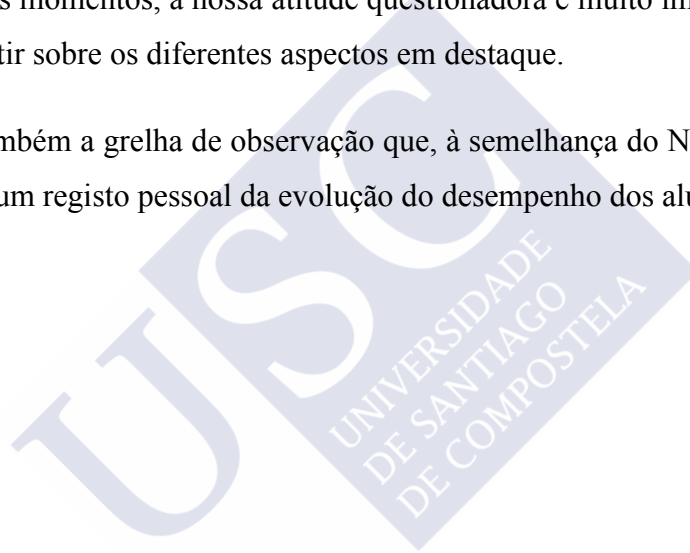 s momentos, a nossa atitude questionadora é muito im
tir sobre os diferentes aspectos em destaque.
mbém a grelha de observação que, à semelhança do N
um registo pessoal da evolução do desempenho dos alu
USC
UNIVERSIDADE
DE SANTIAGO
DE COMPOSTELA